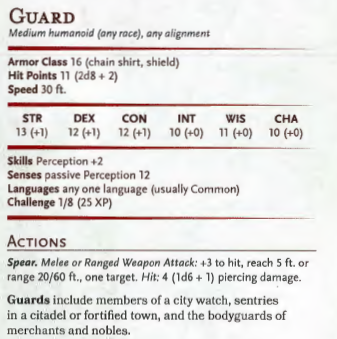 GUARD
Medium humanoid (any race), any alignment
Armor Class 16 (chain shirt, shield)
Hit Points 11 (2d8 + 2)
Speed 30 ft.
STR DEX CON INT WIS CHA
13 (+1) 12 (+1) 12 (+1) 10 (+0) 11 (+0) 10 (+0)
Skills Perception +2
Senses passive Perception 12
Languages any one language (usually Common)
Challenge 1/8 (25 XP)
ACTIONS
Spear. Melee or Ranged Weapon Attack: +3 to hit, reach 5 ft. or
range 20/60 ft., one target. Hit: 4 (1d6 + 1) piercing damage.
Guards include members of a city watch, sentries
in a citadel or fortified town, and the bodyguards of
merchants and nobles.